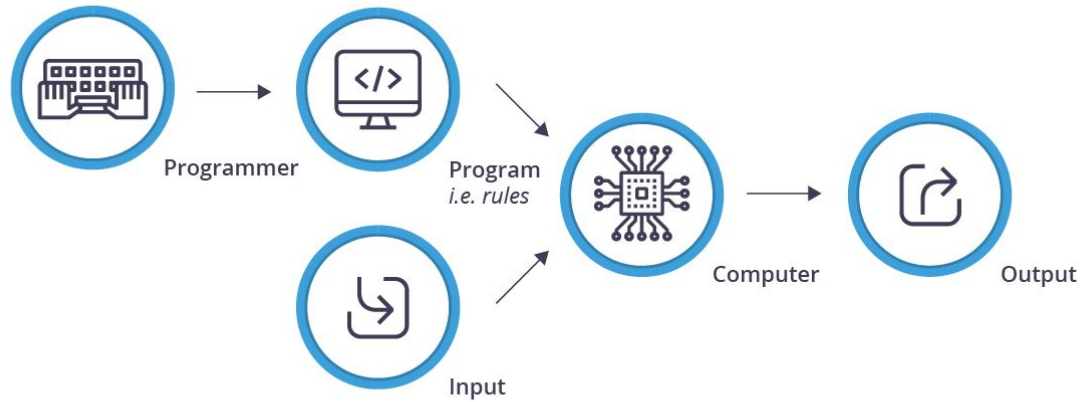 </>
Programmer
Program
i.e. rules
Computer
Output
Input